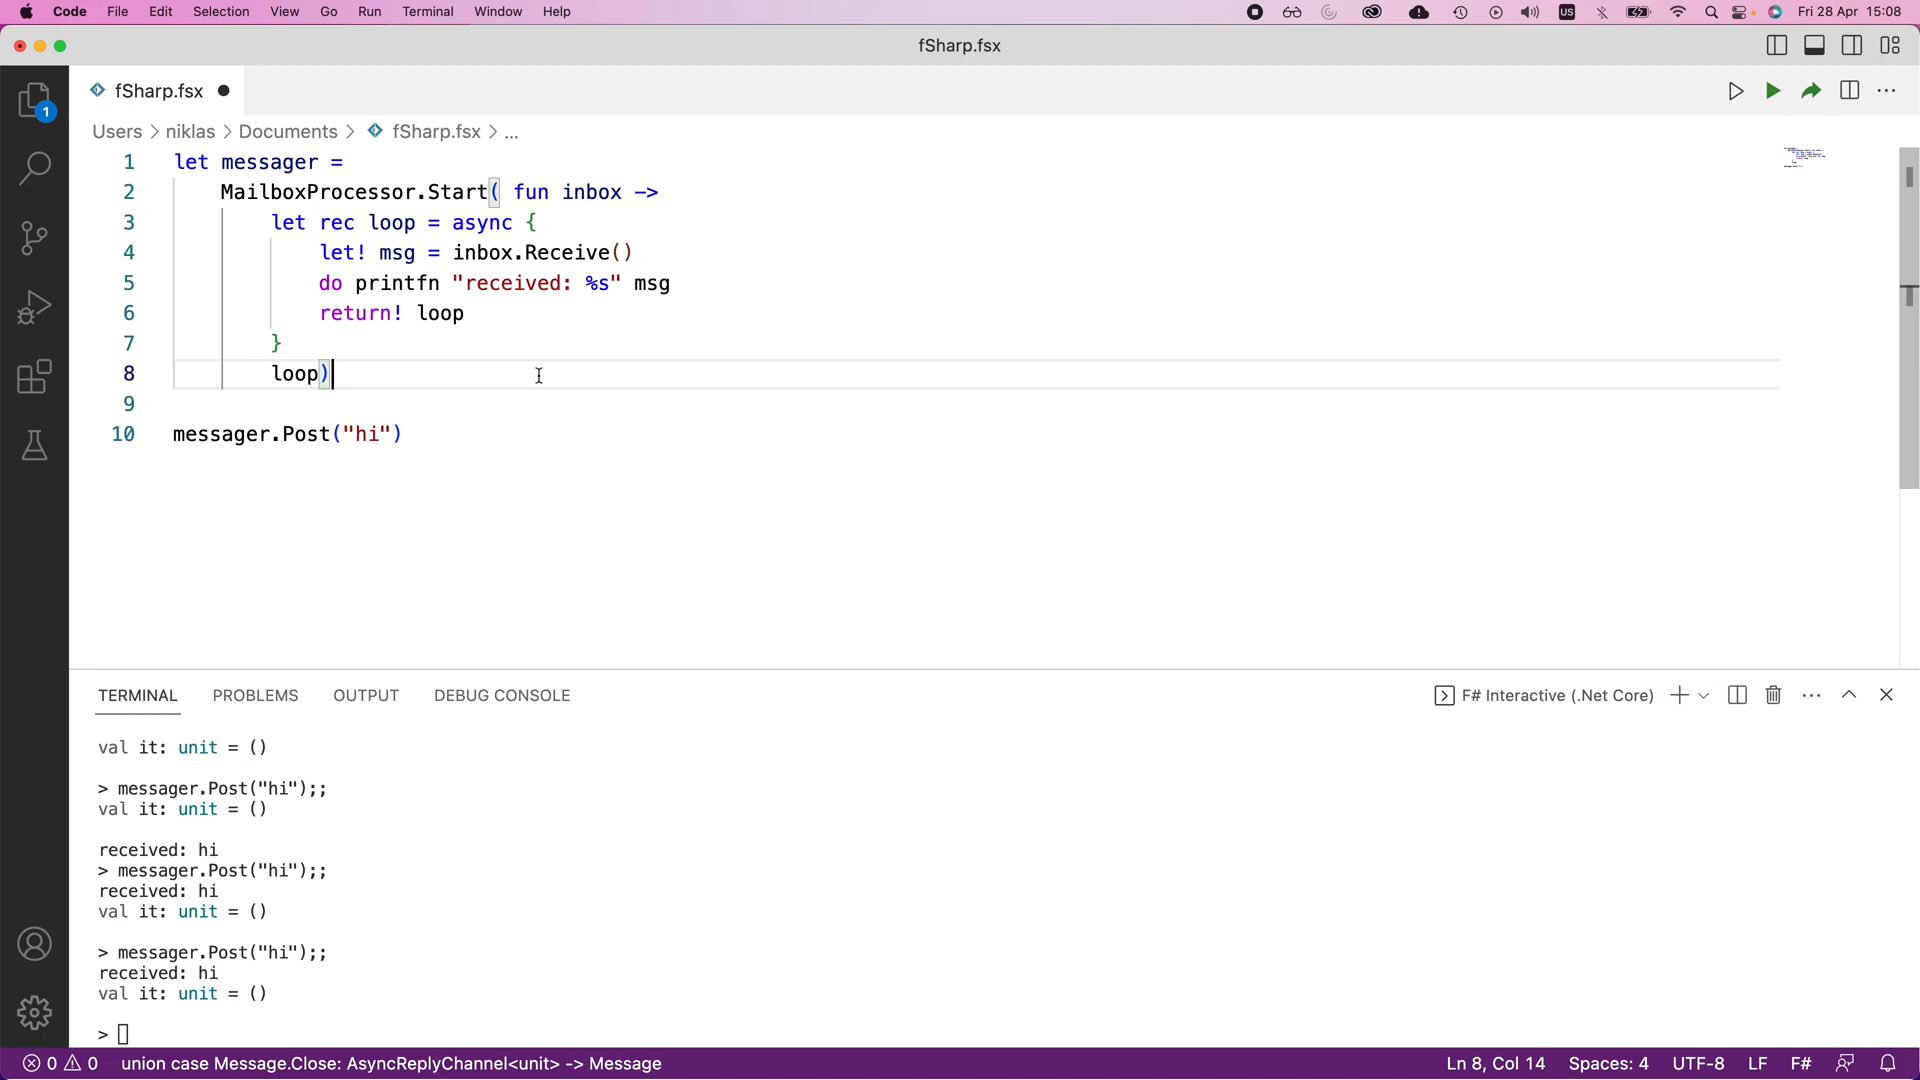 Code File Edit Selection View Go Run Terminal Window Help US Fri 28 Apr 15:08
fSharp.fsx
1
fSharp.fsx
Users > niklas > Documents > fSharp.fsx > ...
1 let messager =
2 MailboxProcessor.Start( fun inbox ->
3 let rec loop = async {
4 let! msg = inbox.Receive()
5 do printfn "received: %s" msg
6 return! loop
7 }
8 loop)
9
10 messager.Post("hi")
TERMINAL PROBLEMS OUTPUT DEBUG CONSOLE F# Interactive (.Net Core)
val it: unit = ()
> messager.Post("hi");;
val it: unit = ()
received: hi
> messager.Post("hi");;
received: hi
val it: unit = ()
> messager.Post("hi");;
received: hi
val it: unit = ()
>
0 0 union case Message.Close: AsyncReplyChannel<unit> -> Message Ln 8, Col 14 Spaces: 4 UTF-8 LF F#